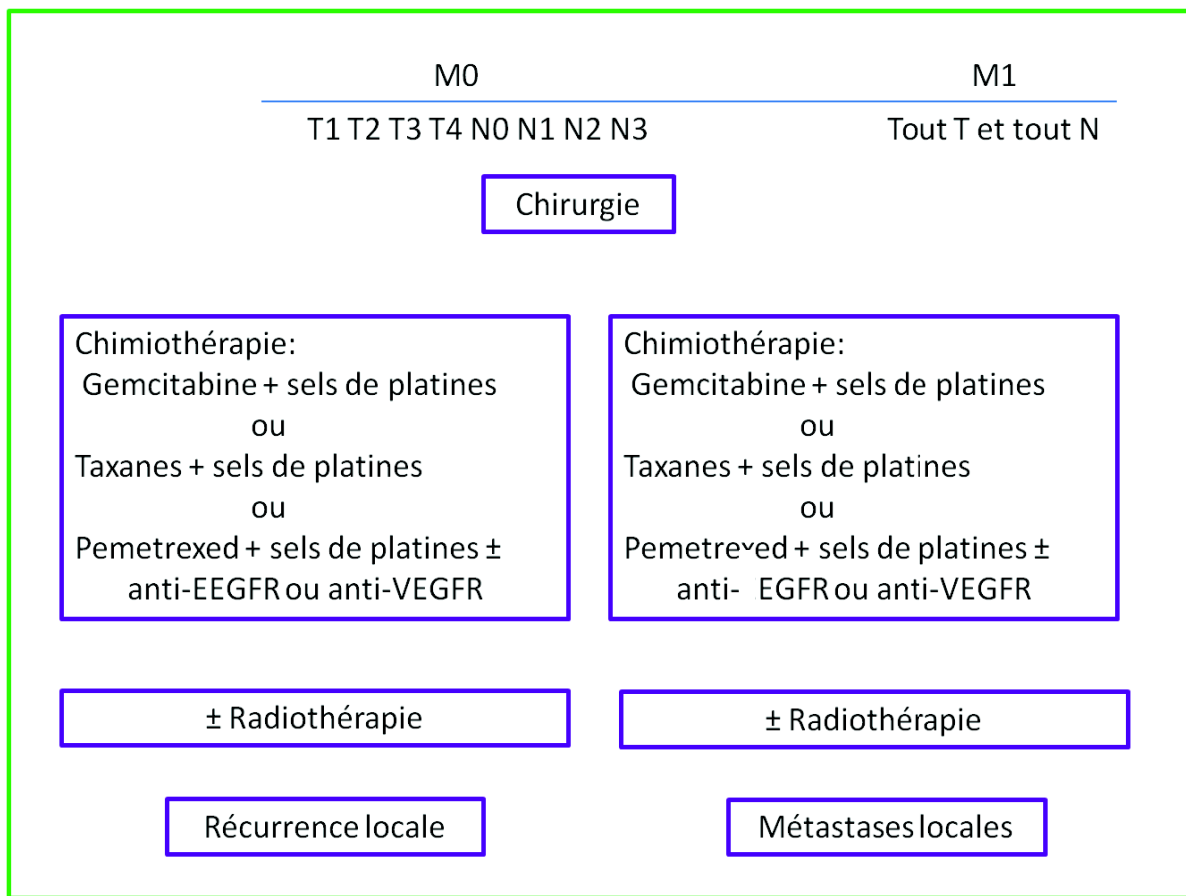 M0 M1
T1 T2 T3 T4 N0 N1 N2 N3 Tout T et tout N
Chirurgie
Chimiothérapie:
Gemcitabine + sels de platines
ou
Taxanes + sels de platines
ou
Pemetrexed + sels de platines ±
anti-EEGFR ou anti-VEGFR
Chimiothérapie:
Gemcitabine + sels de platines
ou
Taxanes + sels de platines
ou
Pemetrexed + sels de platines ±
anti- EGFR ou anti-VEGFR
± Radiothérapie
± Radiothérapie
Récurrence locale
Métastases locales